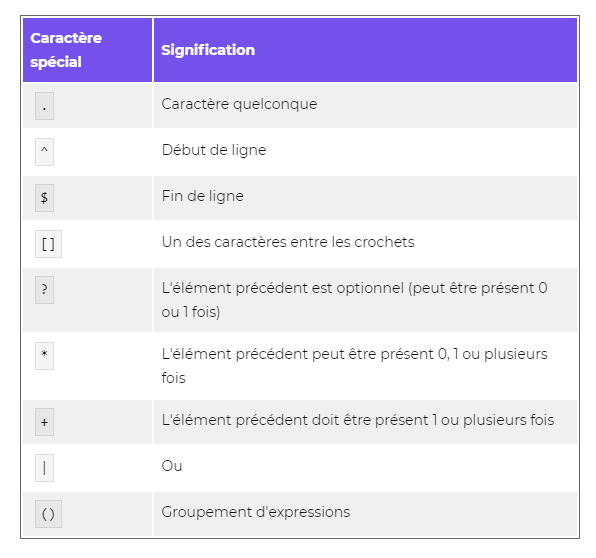 Caractère
spécial
Signification
. Caractère quelconque
^ Début de ligne
$ Fin de ligne
[] Un des caractères entre les crochets
? L'élément précédent est optionnel (peut être présent 0
ou 1 fois)
* L'élément précédent peut être présent 0, 1 ou plusieurs
fois
+ L'élément précédent doit être présent 1 ou plusieurs fois
| Ou
() Groupement d'expressions